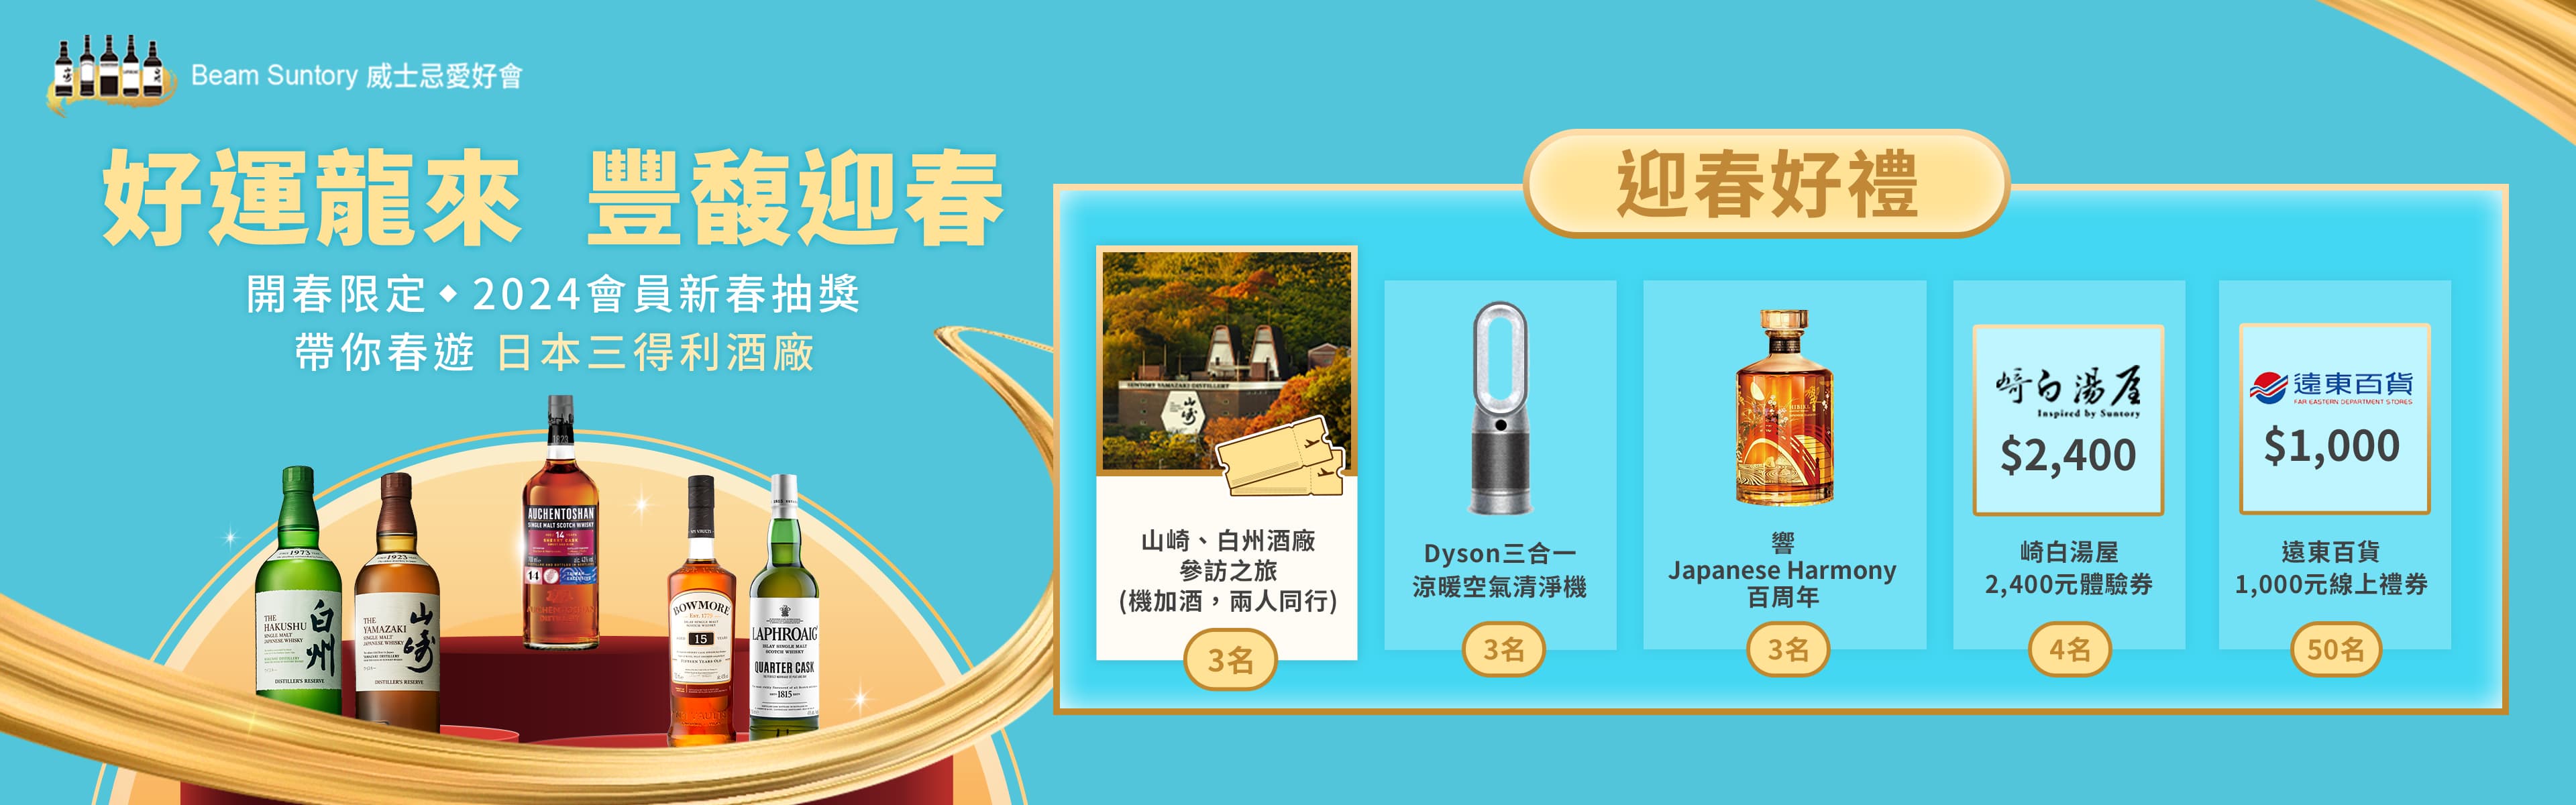 Beam Suntory 威士忌愛好會
好運龍來 豐馥迎春
開春限定◆2024會員新春抽獎
帶你春遊 日本三得利酒廠
1973
THE
HAKUSHU
SINGLE MALT
JAPANESE WHISKY
白州
DISTILLER'S RESERVE
1923
THE
YAMAZAKI
SINGLE MALT
JAPANESE WHISKY
山崎
DISTILLER'S RESERVE
1823
AUCHENTOSHAN
SINGLE MALT SCOTCH WHISKY
14
14
BOWMORE
15
LAPHROAIG
ISLAY SINGLE MALT
SCOTCH WHISKY
QUARTER CASK
1815
迎春好禮
SUNTORY YAMAZAKI DISTILLERY
山崎
山崎、白州酒廠
參訪之旅
(機加酒，兩人同行)
3名
Dyson三合一
涼暖空氣清淨機
3名
響
Japanese Harmony
百周年
3名
崎白湯屋
Inspired by Suntory
$2,400
崎白湯屋
2,400元體驗券
4名
遠東百貨
FAR EASTERN DEPARTMENT STORES
$1,000
遠東百貨
1,000元線上禮券
50名